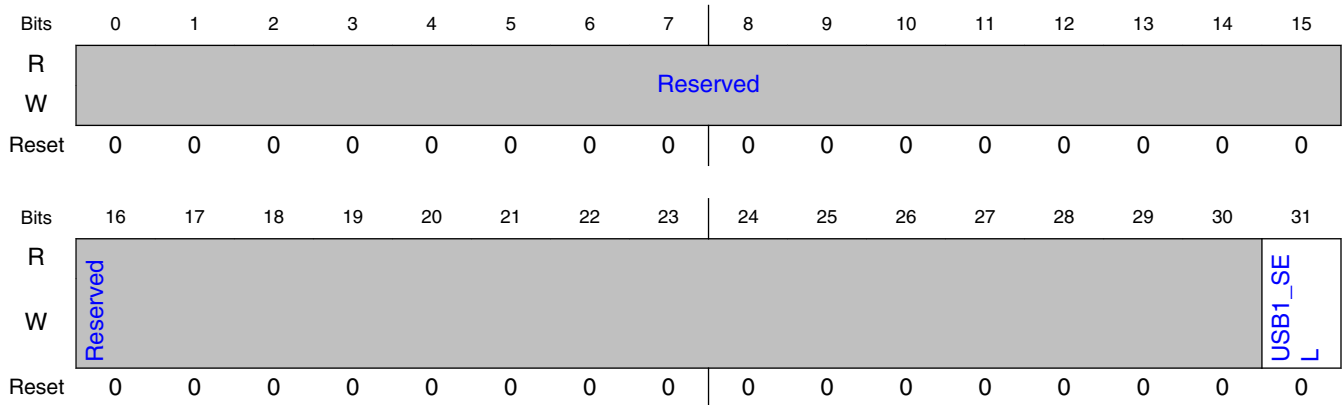 Bits 0 1 2 3 4 5 6 7 8 9 10 11 12 13 14 15
R
Reserved
W
Reset 0 0 0 0 0 0 0 0 0 0 0 0 0 0 0 0
Bits 16 17 18 19 20 21 22 23 24 25 26 27 28 29 30 31
R
W
Reserved
USB1_SE
L
Reset 0 0 0 0 0 0 0 0 0 0 0 0 0 0 0 0